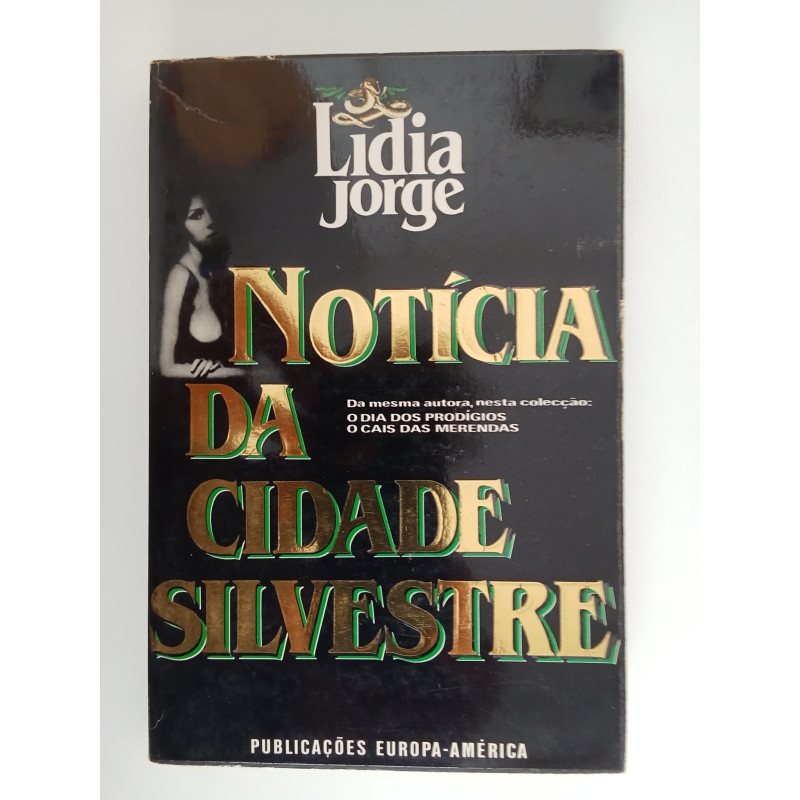 Lídia
Jorge
NOTÍCIA
DA
Da mesma autora, nesta colecção:
O DIA DOS PRODÍGIOS
O CAIS DAS MERENDAS
CIDADE
SILVESTRE
PUBLICAÇÕES EUROPA-AMÉRICA